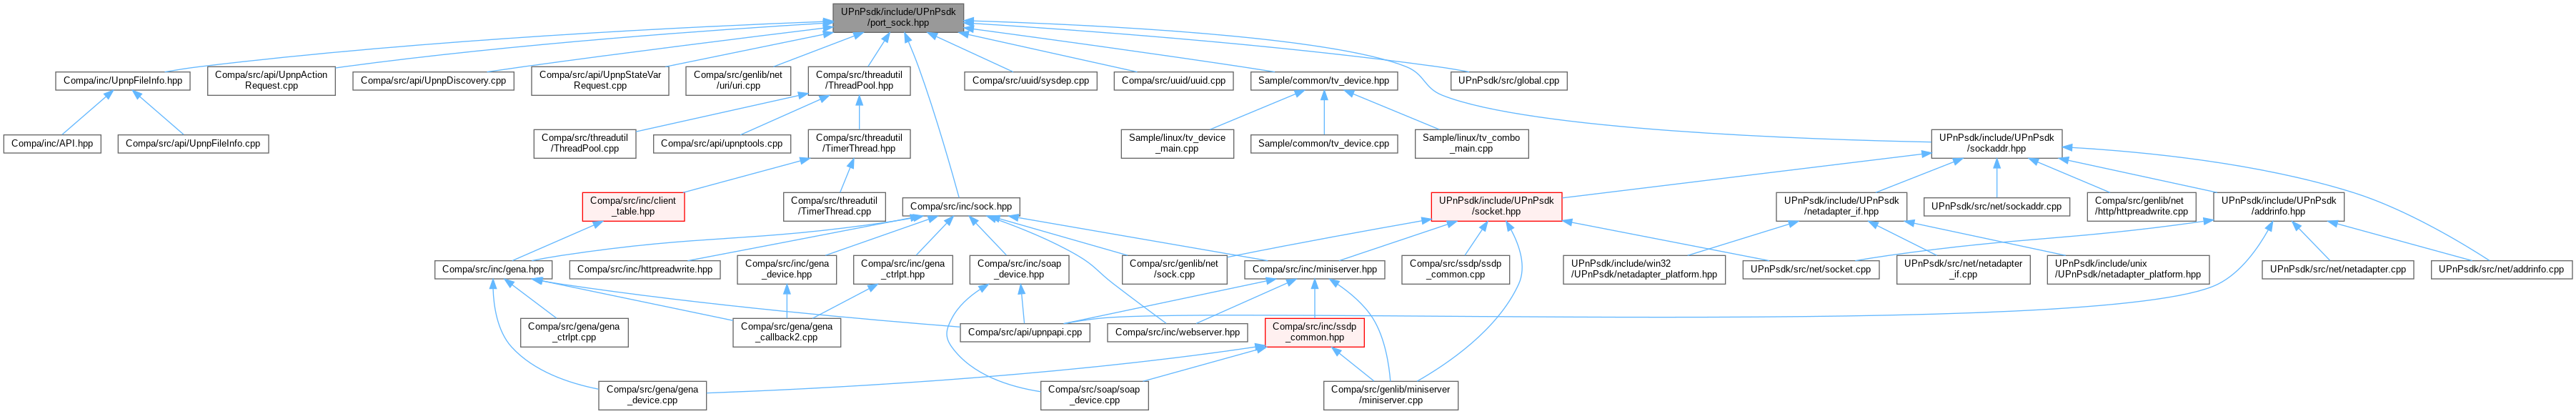 UPnPsdk/include/UPnPsdk
/port_sock.hpp
Compa/inc/UpnpFileInfo.hpp
Compa/src/api/UpnpAction
Request.cpp
Compa/src/api/UpnpDiscovery.cpp
Compa/src/api/UpnpStateVar
Request.cpp
Compa/src/genlib/net
/uri/uri.cpp
Compa/src/threadutil
/ThreadPool.hpp
Compa/src/uuid/sysdep.cpp
Compa/src/uuid/uuid.cpp
Sample/common/tv_device.hpp
UPnPsdk/src/global.cpp
Compa/inc/API.hpp
Compa/src/api/UpnpFileInfo.cpp
Compa/src/threadutil
/ThreadPool.cpp
Compa/src/api/upnptools.cpp
Compa/src/threadutil
/TimerThread.hpp
Sample/linux/tv_device
_main.cpp
Sample/common/tv_device.cpp
Sample/linux/tv_combo
_main.cpp
UPnPsdk/include/UPnPsdk
/sockaddr.hpp
Compa/src/inc/client
_table.hpp
Compa/src/threadutil
/TimerThread.cpp
Compa/src/inc/sock.hpp
UPnPsdk/include/UPnPsdk
/socket.hpp
UPnPsdk/include/UPnPsdk
/netadapter_if.hpp
UPnPsdk/src/net/sockaddr.cpp
Compa/src/genlib/net
/http/httpreadwrite.cpp
UPnPsdk/include/UPnPsdk
/addrinfo.hpp
Compa/src/inc/gena.hpp
Compa/src/inc/httpreadwrite.hpp
Compa/src/inc/gena
_device.hpp
Compa/src/inc/gena
_ctrlpt.hpp
Compa/src/inc/soap
_device.hpp
Compa/src/genlib/net
/sock.cpp
Compa/src/inc/miniserver.hpp
Compa/src/ssdp/ssdp
_common.cpp
UPnPsdk/include/win32
/UPnPsdk/netadapter_platform.hpp
UPnPsdk/src/net/socket.cpp
UPnPsdk/src/net/netadapter
_if.cpp
UPnPsdk/include/unix
/UPnPsdk/netadapter_platform.hpp
UPnPsdk/src/net/netadapter.cpp
UPnPsdk/src/net/addrinfo.cpp
Compa/src/gena/gena
_ctrlpt.cpp
Compa/src/gena/gena
_callback2.cpp
Compa/src/api/upnpapi.cpp
Compa/src/inc/webserver.hpp
Compa/src/inc/ssdp
_common.hpp
Compa/src/gena/gena
_device.cpp
Compa/src/soap/soap
_device.cpp
Compa/src/genlib/miniserver
/miniserver.cpp